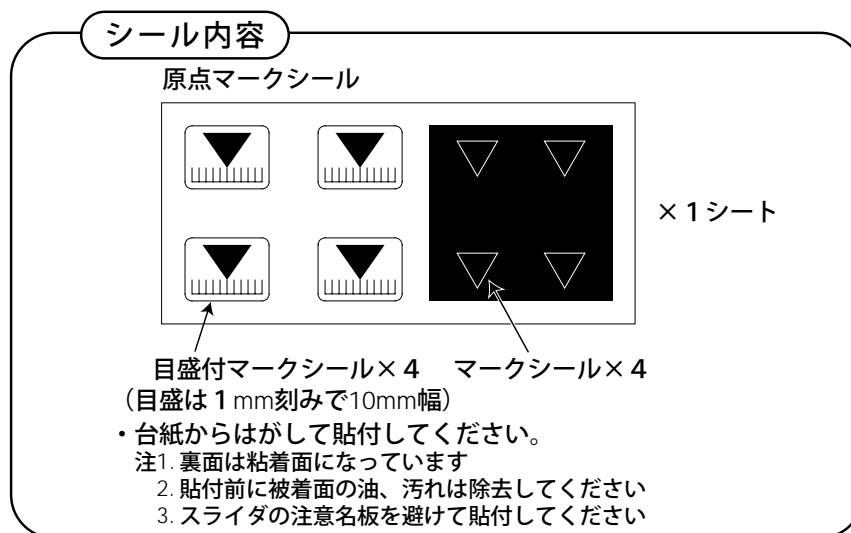 シール内容
原点マークシール
×1シート
目盛付マークシール×4 マークシール×4
（目盛は1mm刻みで10mm幅）
・台紙からはがして貼付してください。
注1. 裏面は粘着面になっています
2. 貼付前に被着面の油、汚れは除去してください
3. スライダの注意名板を避けて貼付してください